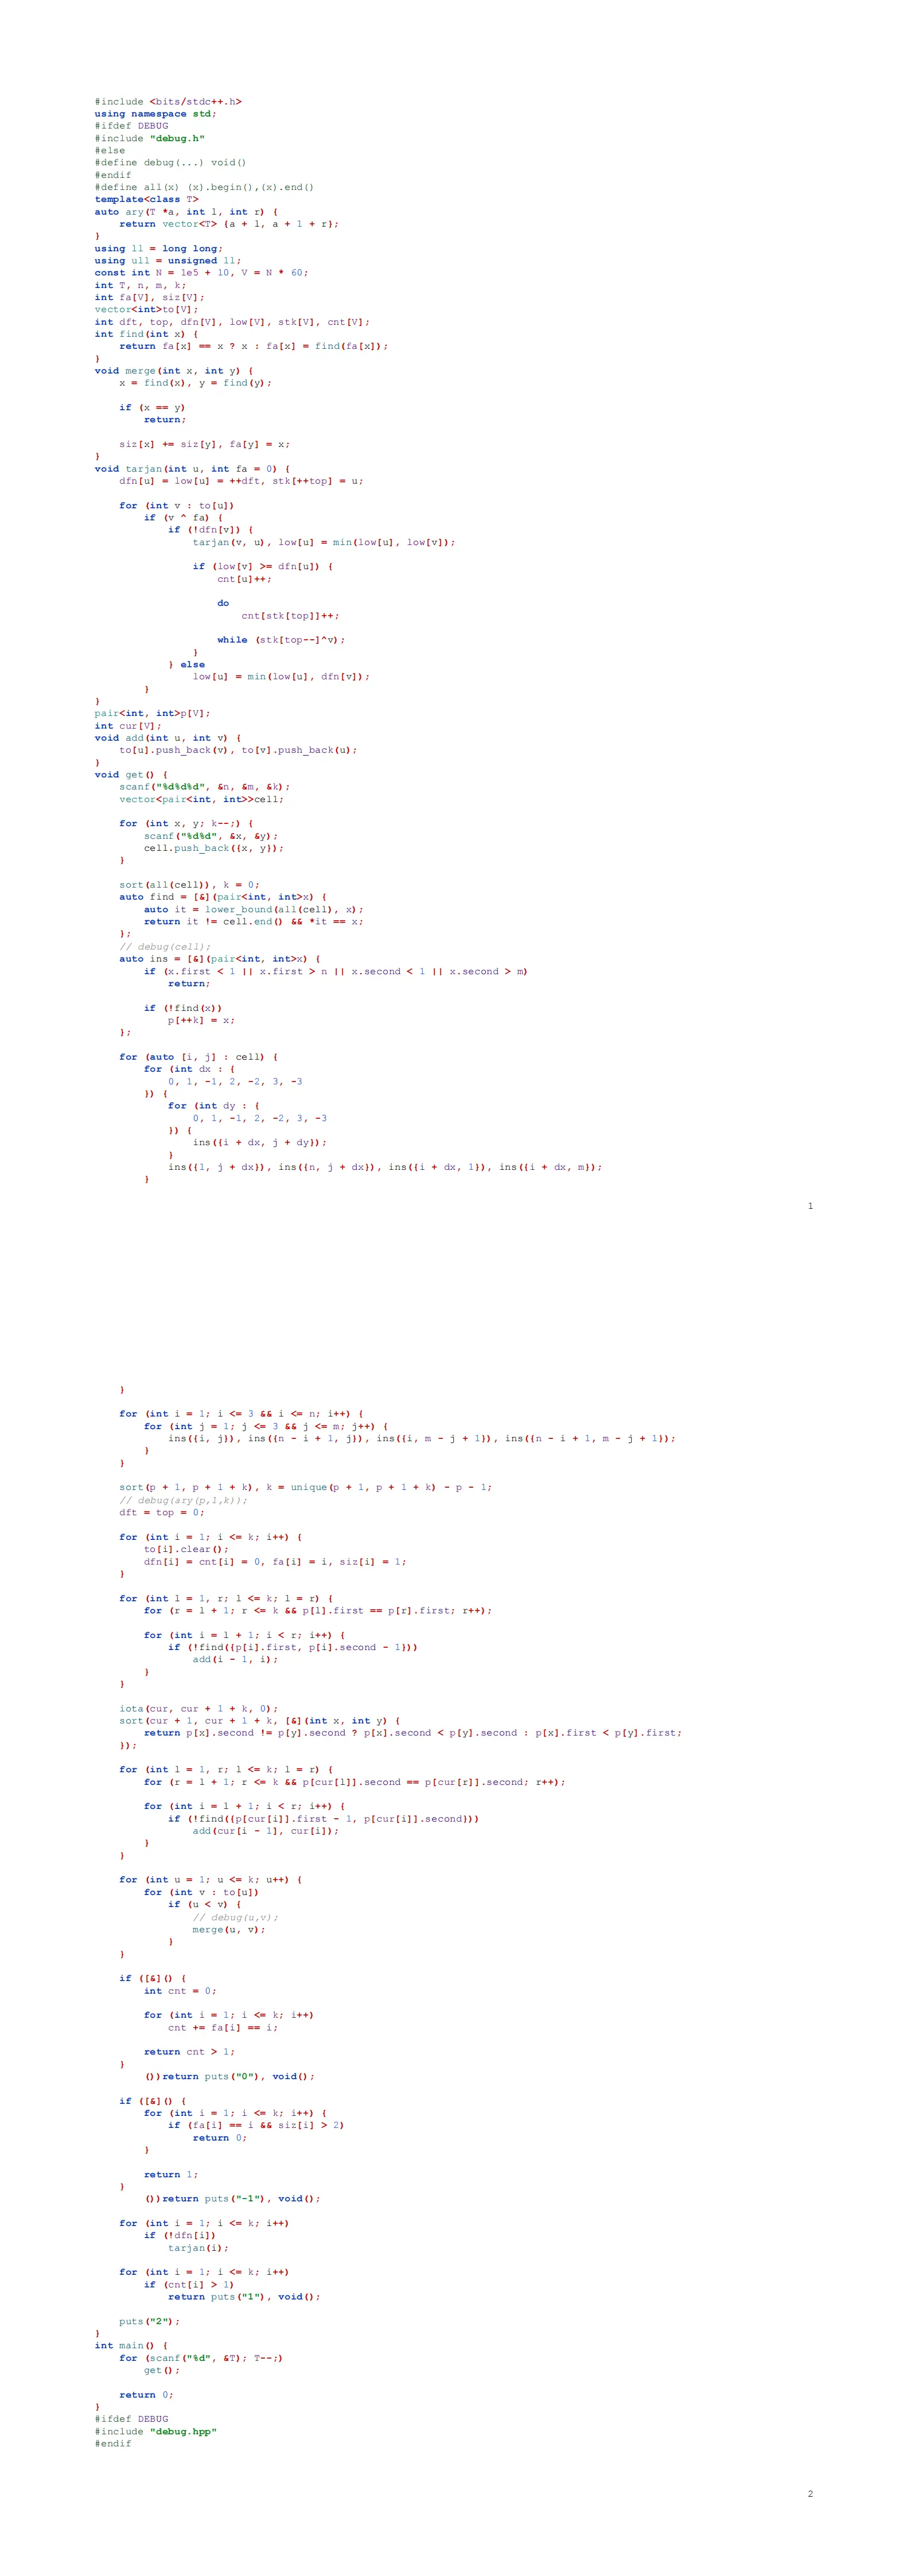 #include <bits/stdc++.h>
using namespace std;
#ifdef DEBUG
#include "debug.h"
#else
#define debug(...) void()
#endif
#define all(x) (x).begin(),(x).end()
template<class T>
auto ary(T *a, int l, int r) {
    return vector<T> {a + l, a + 1 + r};
}
using ll = long long;
using ull = unsigned ll;
const int N = 1e5 + 10, V = N * 60;
int T, n, m, k;
int fa[V], siz[V];
vector<int>to[V];
int dft, top, dfn[V], low[V], stk[V], cnt[V];
int find(int x) {
    return fa[x] == x ? x : fa[x] = find(fa[x]);
}
void merge(int x, int y) {
    x = find(x), y = find(y);

    if (x == y)
        return;

    siz[x] += siz[y], fa[y] = x;
}
void tarjan(int u, int fa = 0) {
    dfn[u] = low[u] = ++dft, stk[++top] = u;

    for (int v : to[u])
        if (v ^ fa) {
            if (!dfn[v]) {
                tarjan(v, u), low[u] = min(low[u], low[v]);

                if (low[v] >= dfn[u]) {
                    cnt[u]++;

                    do
                        cnt[stk[top]]++;

                    while (stk[top--]^v);
                }
            } else
                low[u] = min(low[u], dfn[v]);
        }
}
pair<int, int>p[V];
int cur[V];
void add(int u, int v) {
    to[u].push_back(v), to[v].push_back(u);
}
void get() {
    scanf("%d%d%d", &n, &m, &k);
    vector<pair<int, int>>cell;

    for (int x, y; k--;) {
        scanf("%d%d", &x, &y);
        cell.push_back({x, y});
    }

    sort(all(cell)), k = 0;
    auto find = [&](pair<int, int>x) {
        auto it = lower_bound(all(cell), x);
        return it != cell.end() && *it == x;
    };
    // debug(cell);
    auto ins = [&](pair<int, int>x) {
        if (x.first < 1 || x.first > n || x.second < 1 || x.second > m)
            return;

        if (!find(x))
            p[++k] = x;
    };

    for (auto [i, j] : cell) {
        for (int dx : {
            0, 1, -1, 2, -2, 3, -3
        }) {
            for (int dy : {
                0, 1, -1, 2, -2, 3, -3
            }) {
                ins({i + dx, j + dy});
            }
            ins({1, j + dx}), ins({n, j + dx}), ins({i + dx, 1}), ins({i + dx, m});
        }
1
    }

    for (int i = 1; i <= 3 && i <= n; i++) {
        for (int j = 1; j <= 3 && j <= m; j++) {
            ins({i, j}), ins({n - i + 1, j}), ins({i, m - j + 1}), ins({n - i + 1, m - j + 1});
        }
    }

    sort(p + 1, p + 1 + k), k = unique(p + 1, p + 1 + k) - p - 1;
    // debug(ary(p,1,k));
    dft = top = 0;

    for (int i = 1; i <= k; i++) {
        to[i].clear();
        dfn[i] = cnt[i] = 0, fa[i] = i, siz[i] = 1;
    }

    for (int l = 1, r; l <= k; l = r) {
        for (r = l + 1; r <= k && p[l].first == p[r].first; r++);

        for (int i = l + 1; i < r; i++) {
            if (!find({p[i].first, p[i].second - 1}))
                add(i - 1, i);
        }
    }

    iota(cur, cur + 1 + k, 0);
    sort(cur + 1, cur + 1 + k, [&](int x, int y) {
        return p[x].second != p[y].second ? p[x].second < p[y].second : p[x].first < p[y].first;
    });

    for (int l = 1, r; l <= k; l = r) {
        for (r = l + 1; r <= k && p[cur[l]].second == p[cur[r]].second; r++);

        for (int i = l + 1; i < r; i++) {
            if (!find({p[cur[i]].first - 1, p[cur[i]].second}))
                add(cur[i - 1], cur[i]);
        }
    }

    for (int u = 1; u <= k; u++) {
        for (int v : to[u])
            if (u < v) {
                // debug(u,v);
                merge(u, v);
            }
    }

    if ([&]() {
        int cnt = 0;

        for (int i = 1; i <= k; i++)
            cnt += fa[i] == i;

        return cnt > 1;
    }
        ())return puts("0"), void();

    if ([&]() {
        for (int i = 1; i <= k; i++) {
            if (fa[i] == i && siz[i] > 2)
                return 0;
        }

        return 1;
    }
        ())return puts("-1"), void();

    for (int i = 1; i <= k; i++)
        if (!dfn[i])
            tarjan(i);

    for (int i = 1; i <= k; i++)
        if (cnt[i] > 1)
            return puts("1"), void();

    puts("2");
}
int main() {
    for (scanf("%d", &T); T--;)
        get();

    return 0;
}
#ifdef DEBUG
#include "debug.hpp"
#endif
2